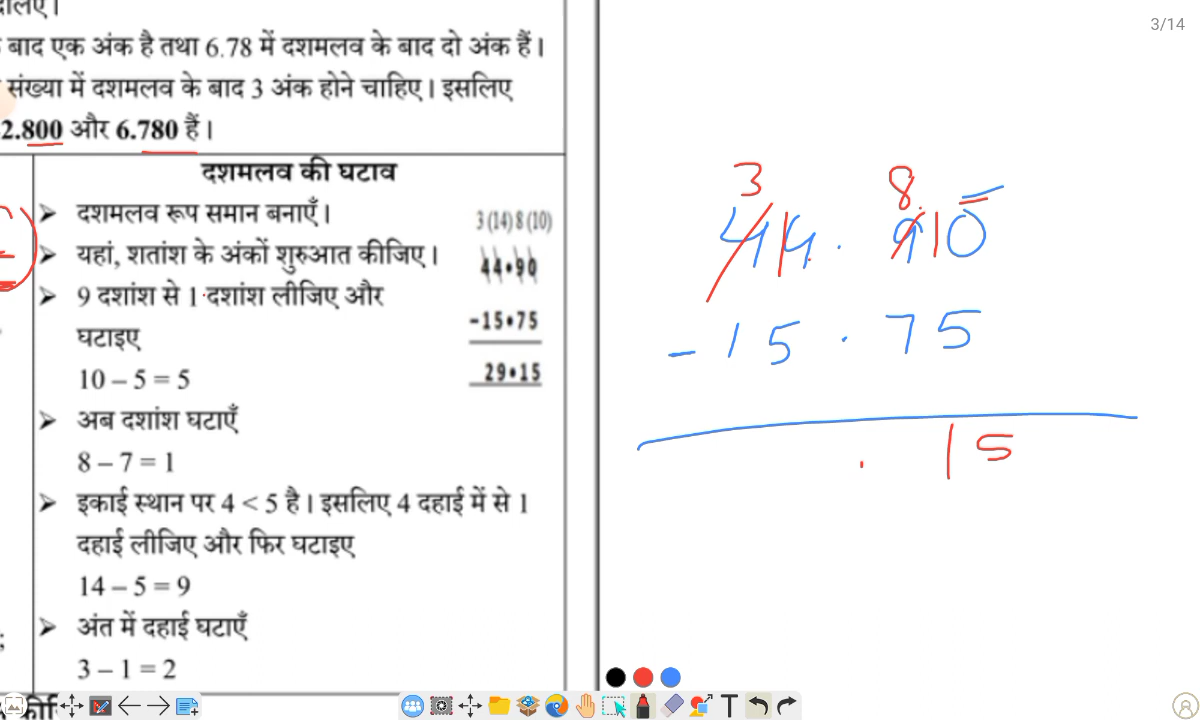 बाद एक अंक है तथा 6.78 में दशमलव के बाद दो अंक हैं।
संख्या में दशमलव के बाद 3 अंक होने चाहिए। इसलिए
2.800 और 6.780 हैं।
दशमलव की घटाव
➢ दशमलव रूप समान बनाएँ।
➢ यहां, शतांश के अंकों शुरुआत कीजिए।
➢ 9 दशांश से 1 दशांश लीजिए और
घटाइए
10 – 5 = 5
➢ अब दशांश घटाएँ
8 – 7 = 1
➢ इकाई स्थान पर 4 < 5 है। इसलिए 4 दहाई में से 1
दहाई लीजिए और फिर घटाइए
14 – 5 = 9
➢ अंत में दहाई घटाएँ
3 – 1 = 2
3 (14) 8 (10)
44•90
-15•75
29•15
3/14
3 8
44.910
- 15.75
.15